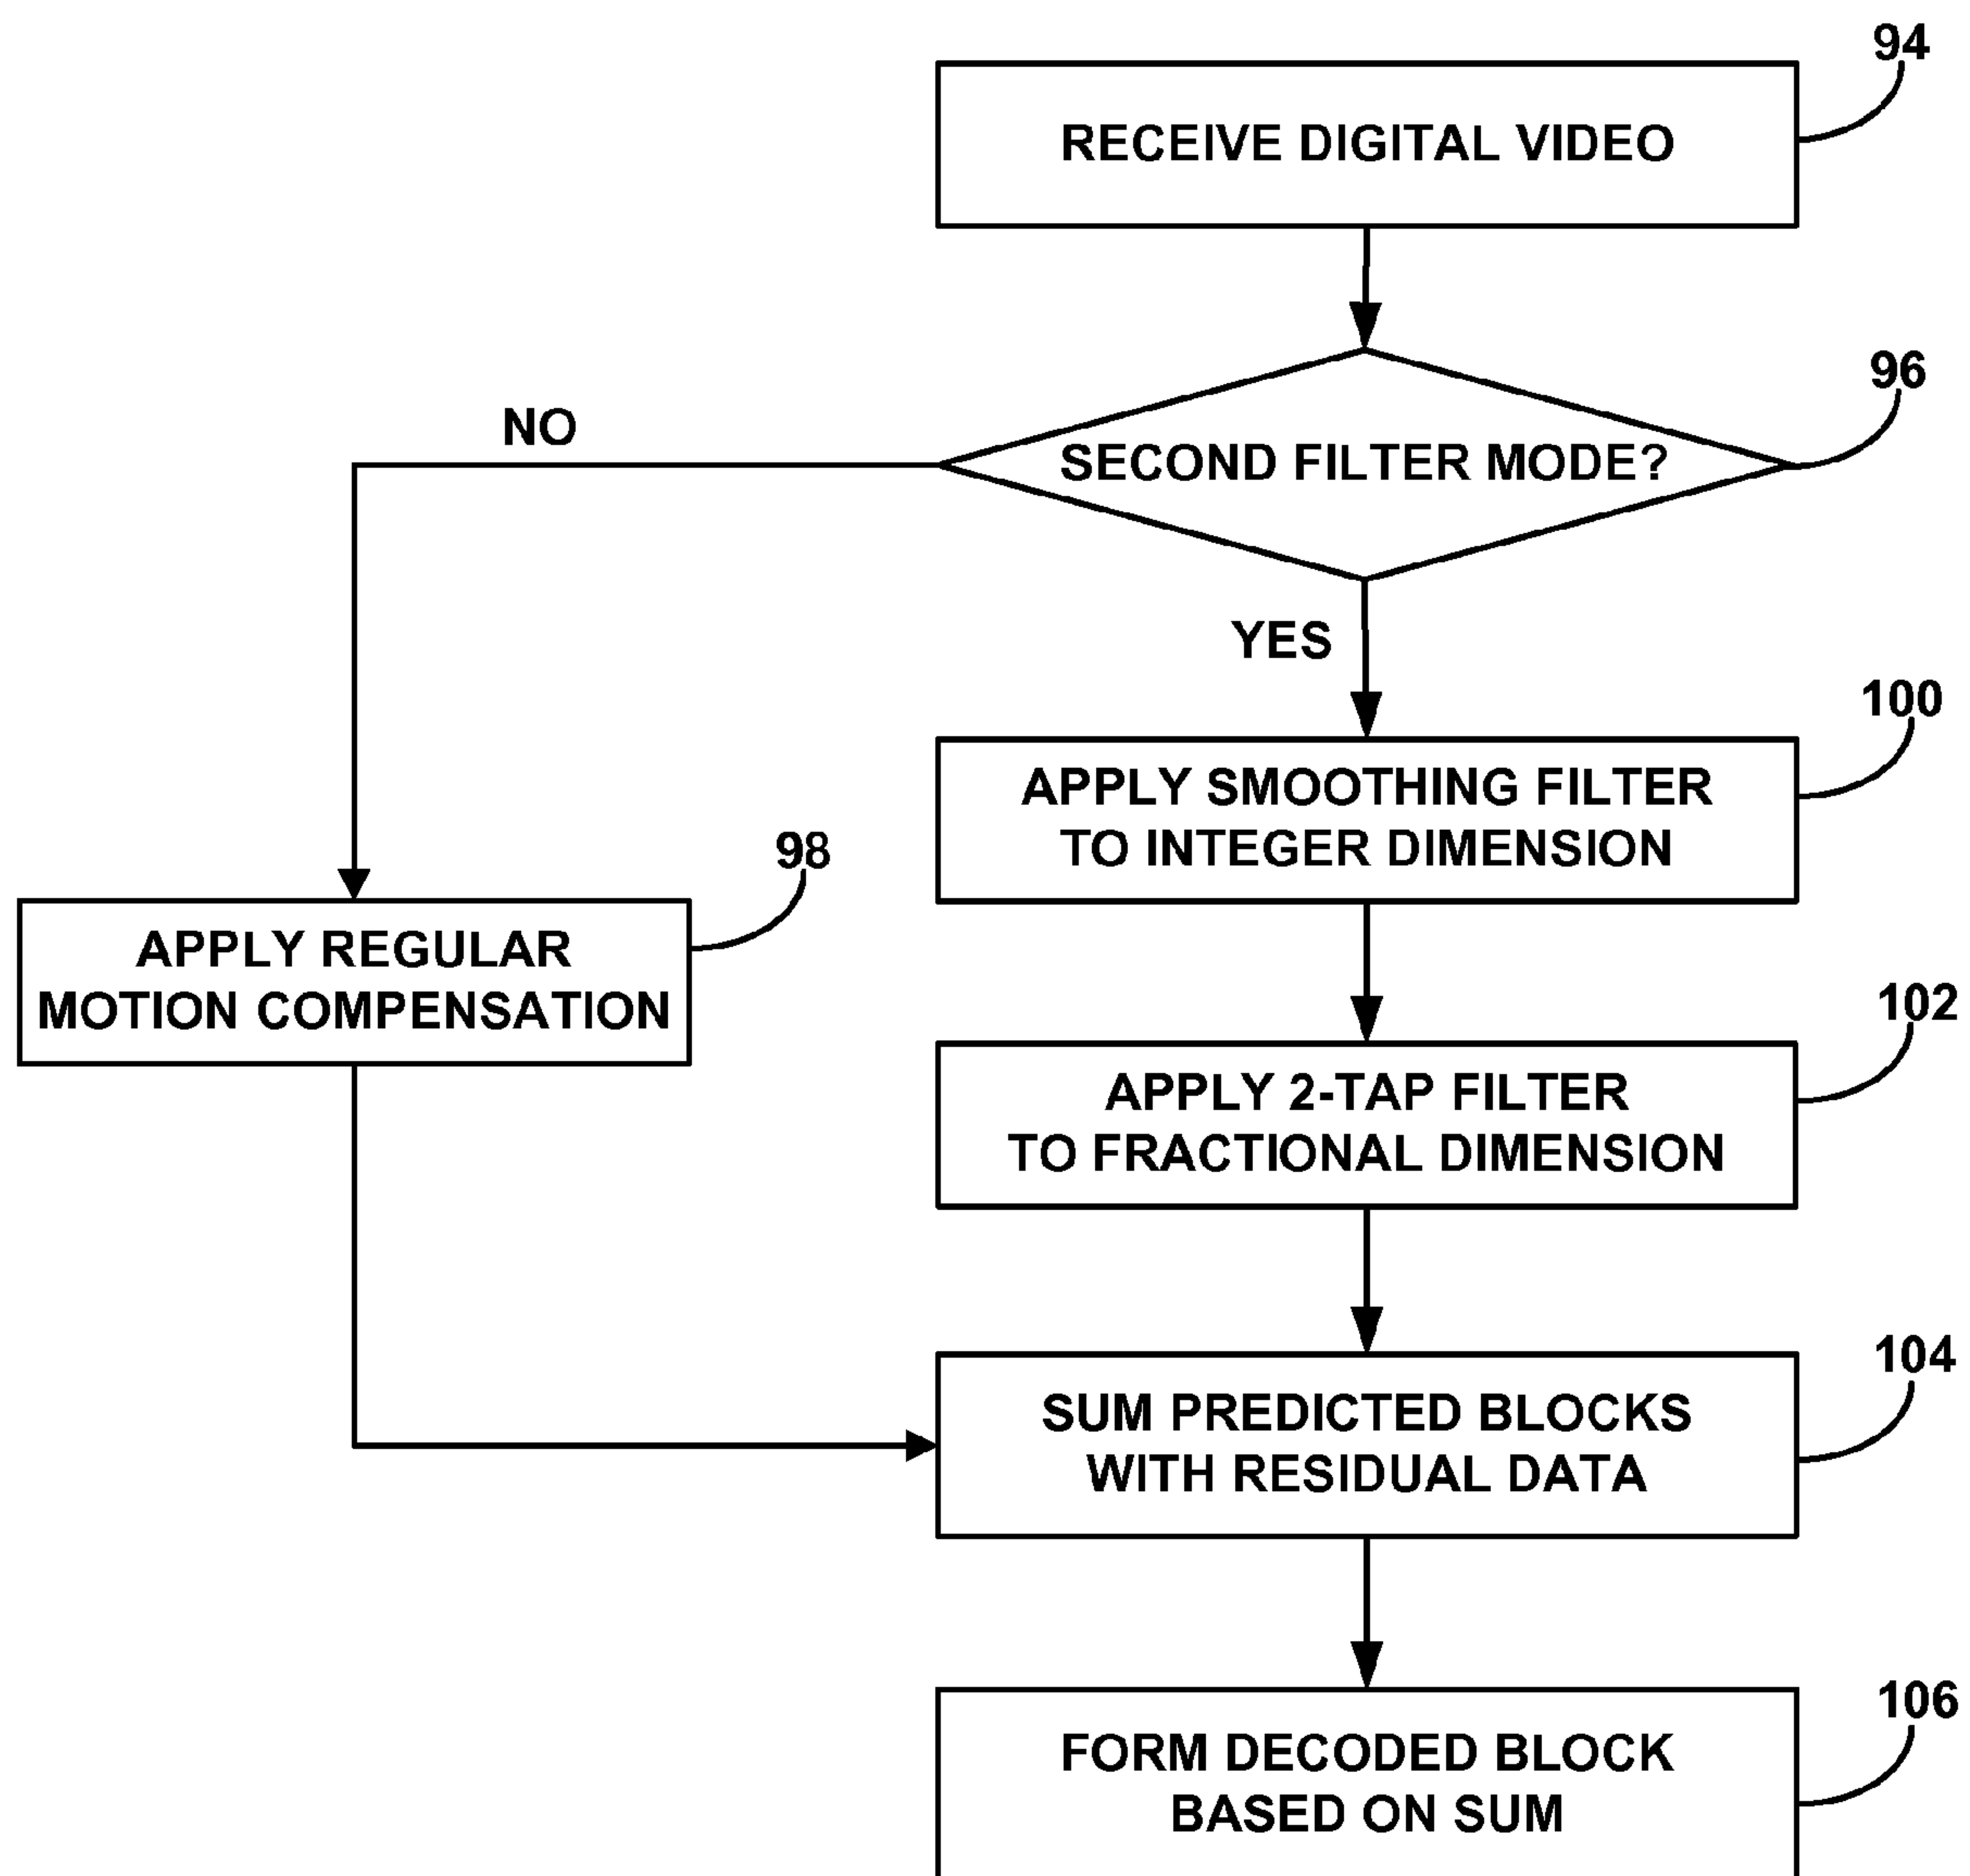 94
RECEIVE DIGITAL VIDEO
96
SECOND FILTER MODE?
NO
YES
100
APPLY SMOOTHING FILTER
TO INTEGER DIMENSION
98
APPLY REGULAR
MOTION COMPENSATION
102
APPLY 2-TAP FILTER
TO FRACTIONAL DIMENSION
104
SUM PREDICTED BLOCKS
WITH RESIDUAL DATA
106
FORM DECODED BLOCK
BASED ON SUM